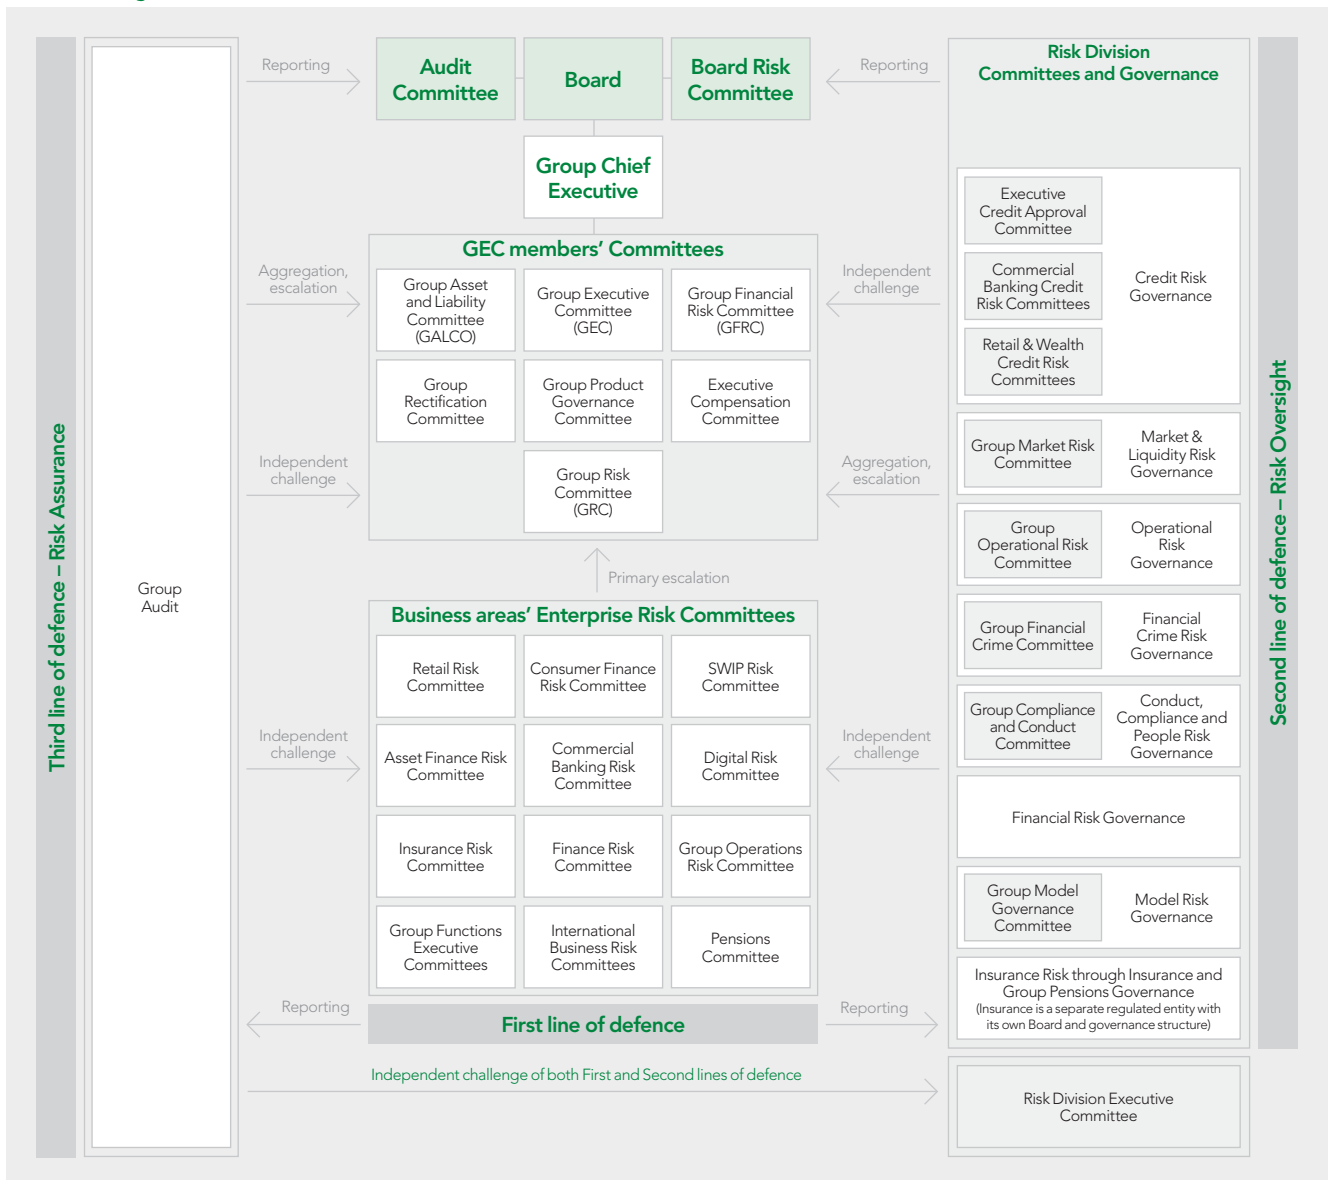 Third line of defence – Risk Assurance
Group
Audit
Reporting
Aggregation,
escalation
Independent
challenge
Independent
challenge
Reporting
Audit
Committee
Board
Board Risk
Committee
Group Chief
Executive
GEC members’ Committees
Group Asset
and Liability
Committee
(GALCO)
Group Executive
Committee
(GEC)
Group Financial
Risk Committee
(GFRC)
Group
Rectification
Committee
Group Product
Governance
Committee
Executive
Compensation
Committee
Group Risk
Committee
(GRC)
Primary escalation
Business areas’ Enterprise Risk Committees
Retail Risk
Committee
Consumer Finance
Risk Committee
SWIP Risk
Committee
Asset Finance Risk
Committee
Commercial
Banking Risk
Committee
Digital Risk
Committee
Insurance Risk
Committee
Finance Risk
Committee
Group Operations
Risk Committee
Group Functions
Executive
Committees
International
Business Risk
Committees
Pensions
Committee
First line of defence
Independent challenge of both First and Second lines of defence
Reporting
Independent
challenge
Aggregation,
escalation
Independent
challenge
Reporting
Risk Division
Committees and Governance
Executive
Credit Approval
Committee
Commercial
Banking Credit
Risk Committees
Retail & Wealth
Credit Risk
Committees
Credit Risk
Governance
Group Market Risk
Committee
Market &
Liquidity Risk
Governance
Group
Operational Risk
Committee
Operational
Risk
Governance
Group Financial
Crime Committee
Financial
Crime Risk
Governance
Group Compliance
and Conduct
Committee
Conduct,
Compliance and
People Risk
Governance
Financial Risk Governance
Group Model
Governance
Committee
Model Risk
Governance
Insurance Risk through Insurance and
Group Pensions Governance
(Insurance is a separate regulated entity with
its own Board and governance structure)
Risk Division Executive
Committee
Second line of defence – Risk Oversight